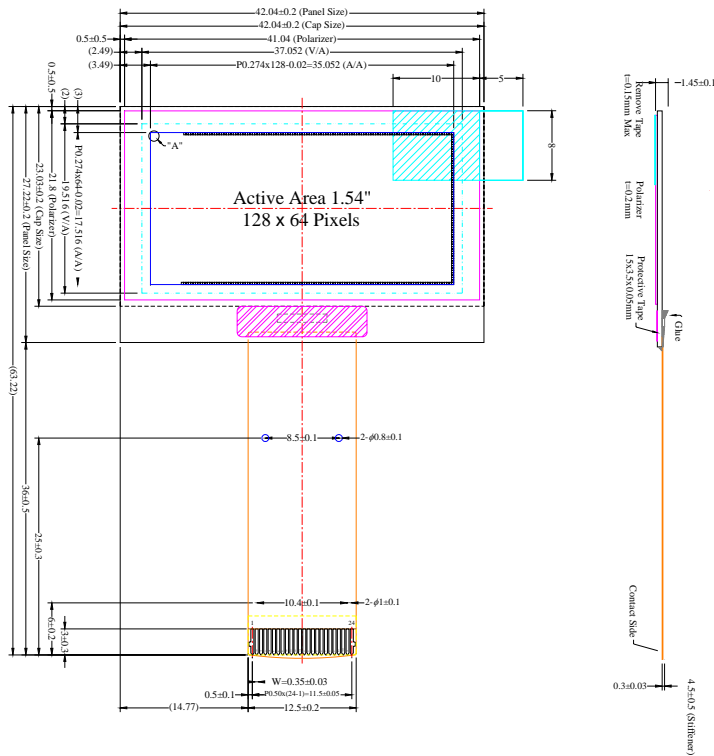 42.04±0.2 (Panel Size)
42.04±0.2 (Cap Size)
0.5±0.5
41.04 (Polarizer)
(2.49)
37.052 (V/A)
(3.49)
P0.274x128-0.02=35.052 (A/A)
10
5
1.45±0.1
0.5±0.5
(2)
(3)
8
"A"
Active Area 1.54"
128 x 64 Pixels
P0.274x64-0.02=17.516 (A/A)
19.516 (V/A)
21.8 (Polarizer)
23.03±0.2 (Cap Size)
27.22±0.2 (Panel Size)
Remove Tape
t=0.15mm Max
Polarizer
t=0.2mm
Protective Tape
15x3.5x0.05mm
Glue
(63.22)
36±0.5
25±0.3
8.5±0.1
2-ϕ0.8±0.1
10.4±0.1
2-ϕ1±0.1
6±0.2
3±0.3
1
24
Contact Side
W=0.35±0.03
0.5±0.1
P0.50x(24-1)=11.5±0.05
(14.77)
12.5±0.2
0.3±0.03
4.5±0.5 (Stiffener)